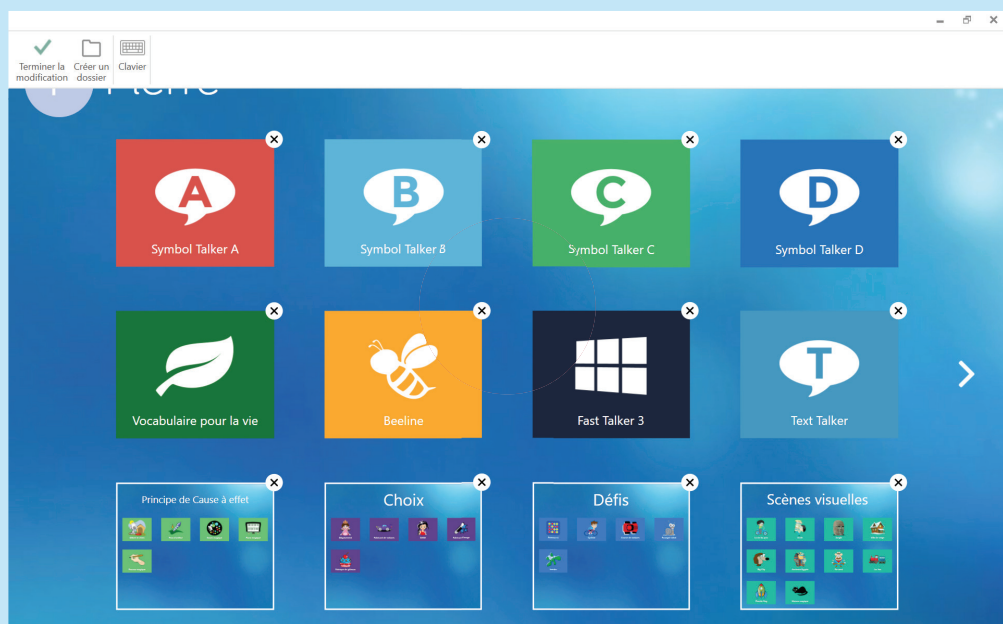 Terminer la modification
Créer un dossier
Clavier
Pierre
A
B
C
D
Symbol Talker A
Symbol Talker B
Symbol Talker C
Symbol Talker D
T
Vocabulaire pour la vie
Beeline
Fast Talker 3
Text Talker
Principe de Cause à effet
Choix
Défis
Scènes visuelles